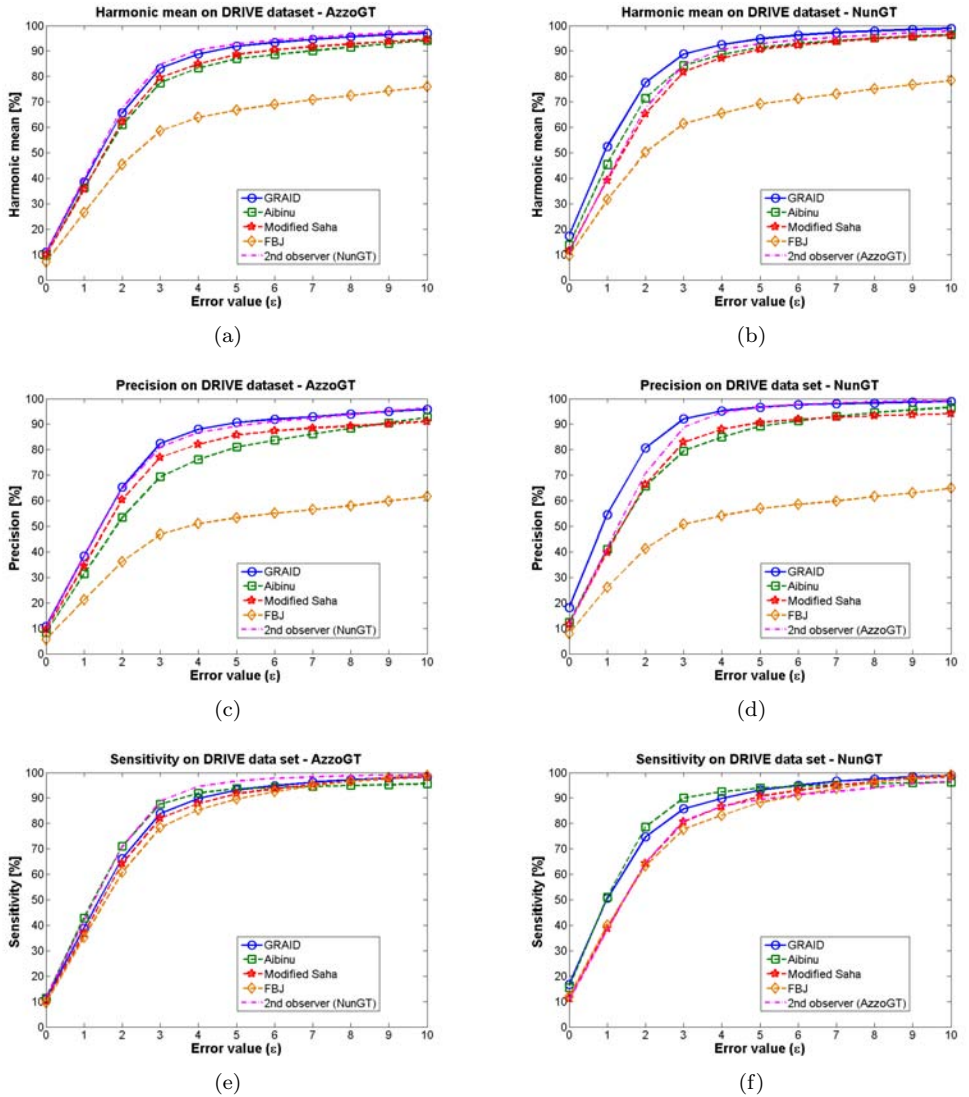 Harmonic mean on DRIVE dataset - AzzoGT
Harmonic mean [%]
100
90
80
70
60
50
40
30
20
10
0
GRAID
Aibinu
Modified Saha
FBJ
2nd observer (NunGT)
0 1 2 3 4 5 6 7 8 9 10
Error value (ε)
(a)
Harmonic mean on DRIVE dataset - NunGT
Harmonic mean [%]
100
90
80
70
60
50
40
30
20
10
0
GRAID
Aibinu
Modified Saha
FBJ
2nd observer (AzzoGT)
0 1 2 3 4 5 6 7 8 9 10
Error value (ε)
(b)
Precision on DRIVE dataset - AzzoGT
Precision [%]
100
90
80
70
60
50
40
30
20
10
0
GRAID
Aibinu
Modified Saha
FBJ
2nd observer (NunGT)
0 1 2 3 4 5 6 7 8 9 10
Error value (ε)
(c)
Precision on DRIVE data set - NunGT
Precision [%]
100
90
80
70
60
50
40
30
20
10
0
GRAID
Aibinu
Modified Saha
FBJ
2nd observer (AzzoGT)
0 1 2 3 4 5 6 7 8 9 10
Error value (ε)
(d)
Sensitivity on DRIVE data set - AzzoGT
Sensitivity [%]
100
90
80
70
60
50
40
30
20
10
0
GRAID
Aibinu
Modified Saha
FBJ
2nd observer (NunGT)
0 1 2 3 4 5 6 7 8 9 10
Error value (ε)
(e)
Sensitivity on DRIVE data set - NunGT
Sensitivity [%]
100
90
80
70
60
50
40
30
20
10
0
GRAID
Aibinu
Modified Saha
FBJ
2nd observer (AzzoGT)
0 1 2 3 4 5 6 7 8 9 10
Error value (ε)
(f)